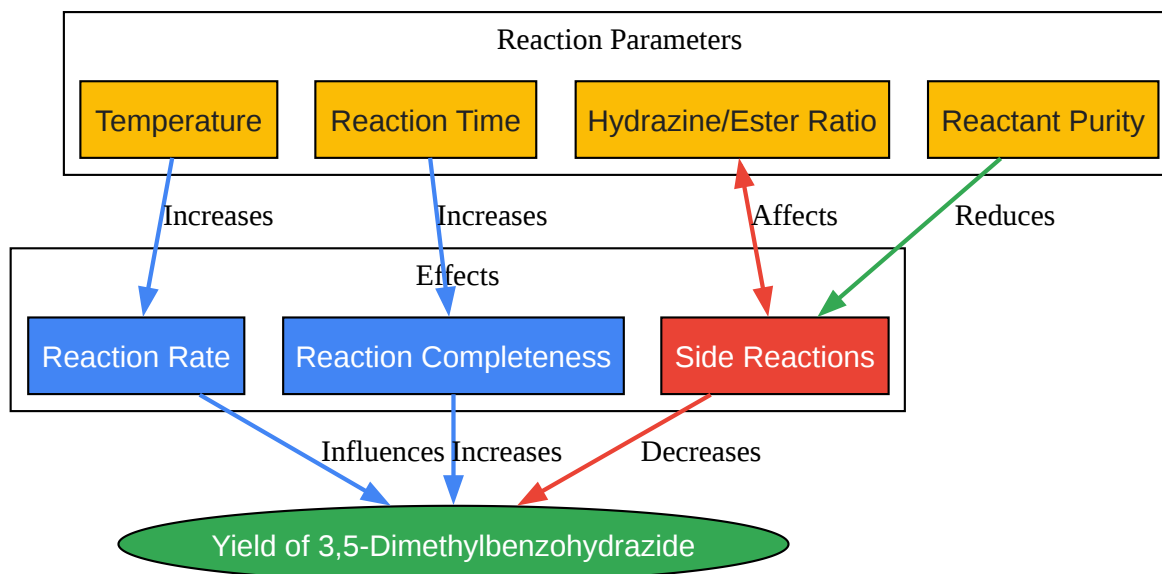 Reaction Parameters
Temperature
Reaction Time
Hydrazine/Ester Ratio
Reactant Purity
Increases
Increases
Affects
Reduces
Effects
Reaction Rate
Reaction Completeness
Side Reactions
Influences
Increases
Decreases
Yield of 3,5-Dimethylbenzohydrazide